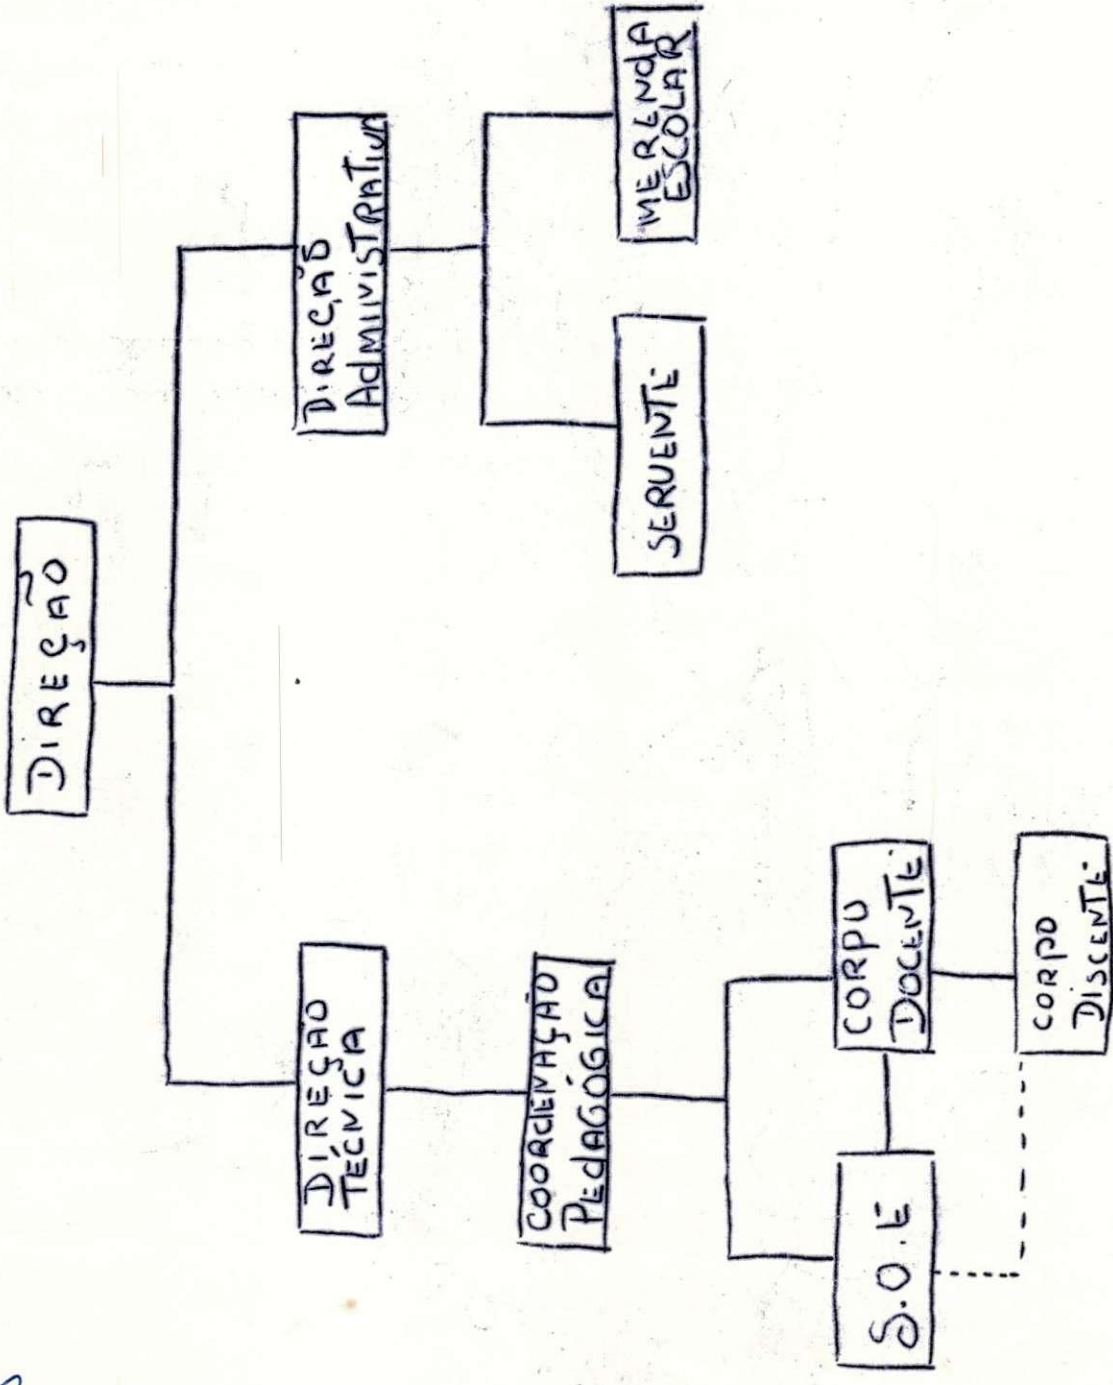 DIREÇÃO
DIREÇÃO
TÉCNICA
DIREÇÃO
AdMINISTRATIVA
COORdENAÇÃO
PEdAGÓGICA
SERVENTE
MERENdA
ESCOLAR
S.O.E
CORPO
DOCENTE
CORPO
DISCENTE